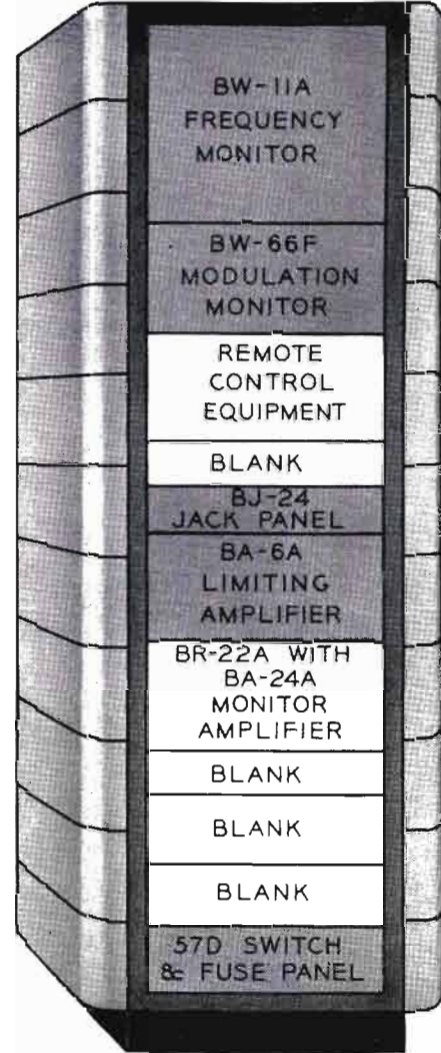 BW-11A
FREQUENCY
MONITOR
BW-66F
MODULATION
MONITOR
REMOTE
CONTROL
EQUIPMENT
BLANK
BJ-24
JACK PANEL
BA-6A
LIMITING
AMPLIFIER
BR-22A WITH
BA-24A
MONITOR
AMPLIFIER
BLANK
BLANK
BLANK
57D SWITCH
& FUSE PANEL